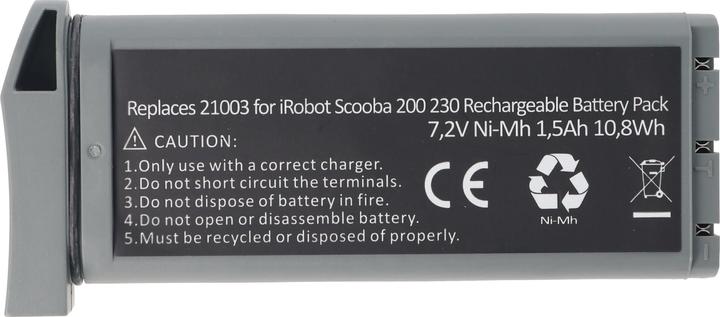 Replaces 21003 for iRobot Scooba 200 230 Rechargeable Battery Pack
7,2V Ni-Mh 1,5Ah 10,8Wh
CAUTION:
1.Only use with a correct charger.
2.Do not short circuit the terminals.
3.Do not dispose of battery in fire.
4.Do not open or disassemble battery.
5.Must be recycled or disposed of properly.
CE
Ni-Mh
+
T
-